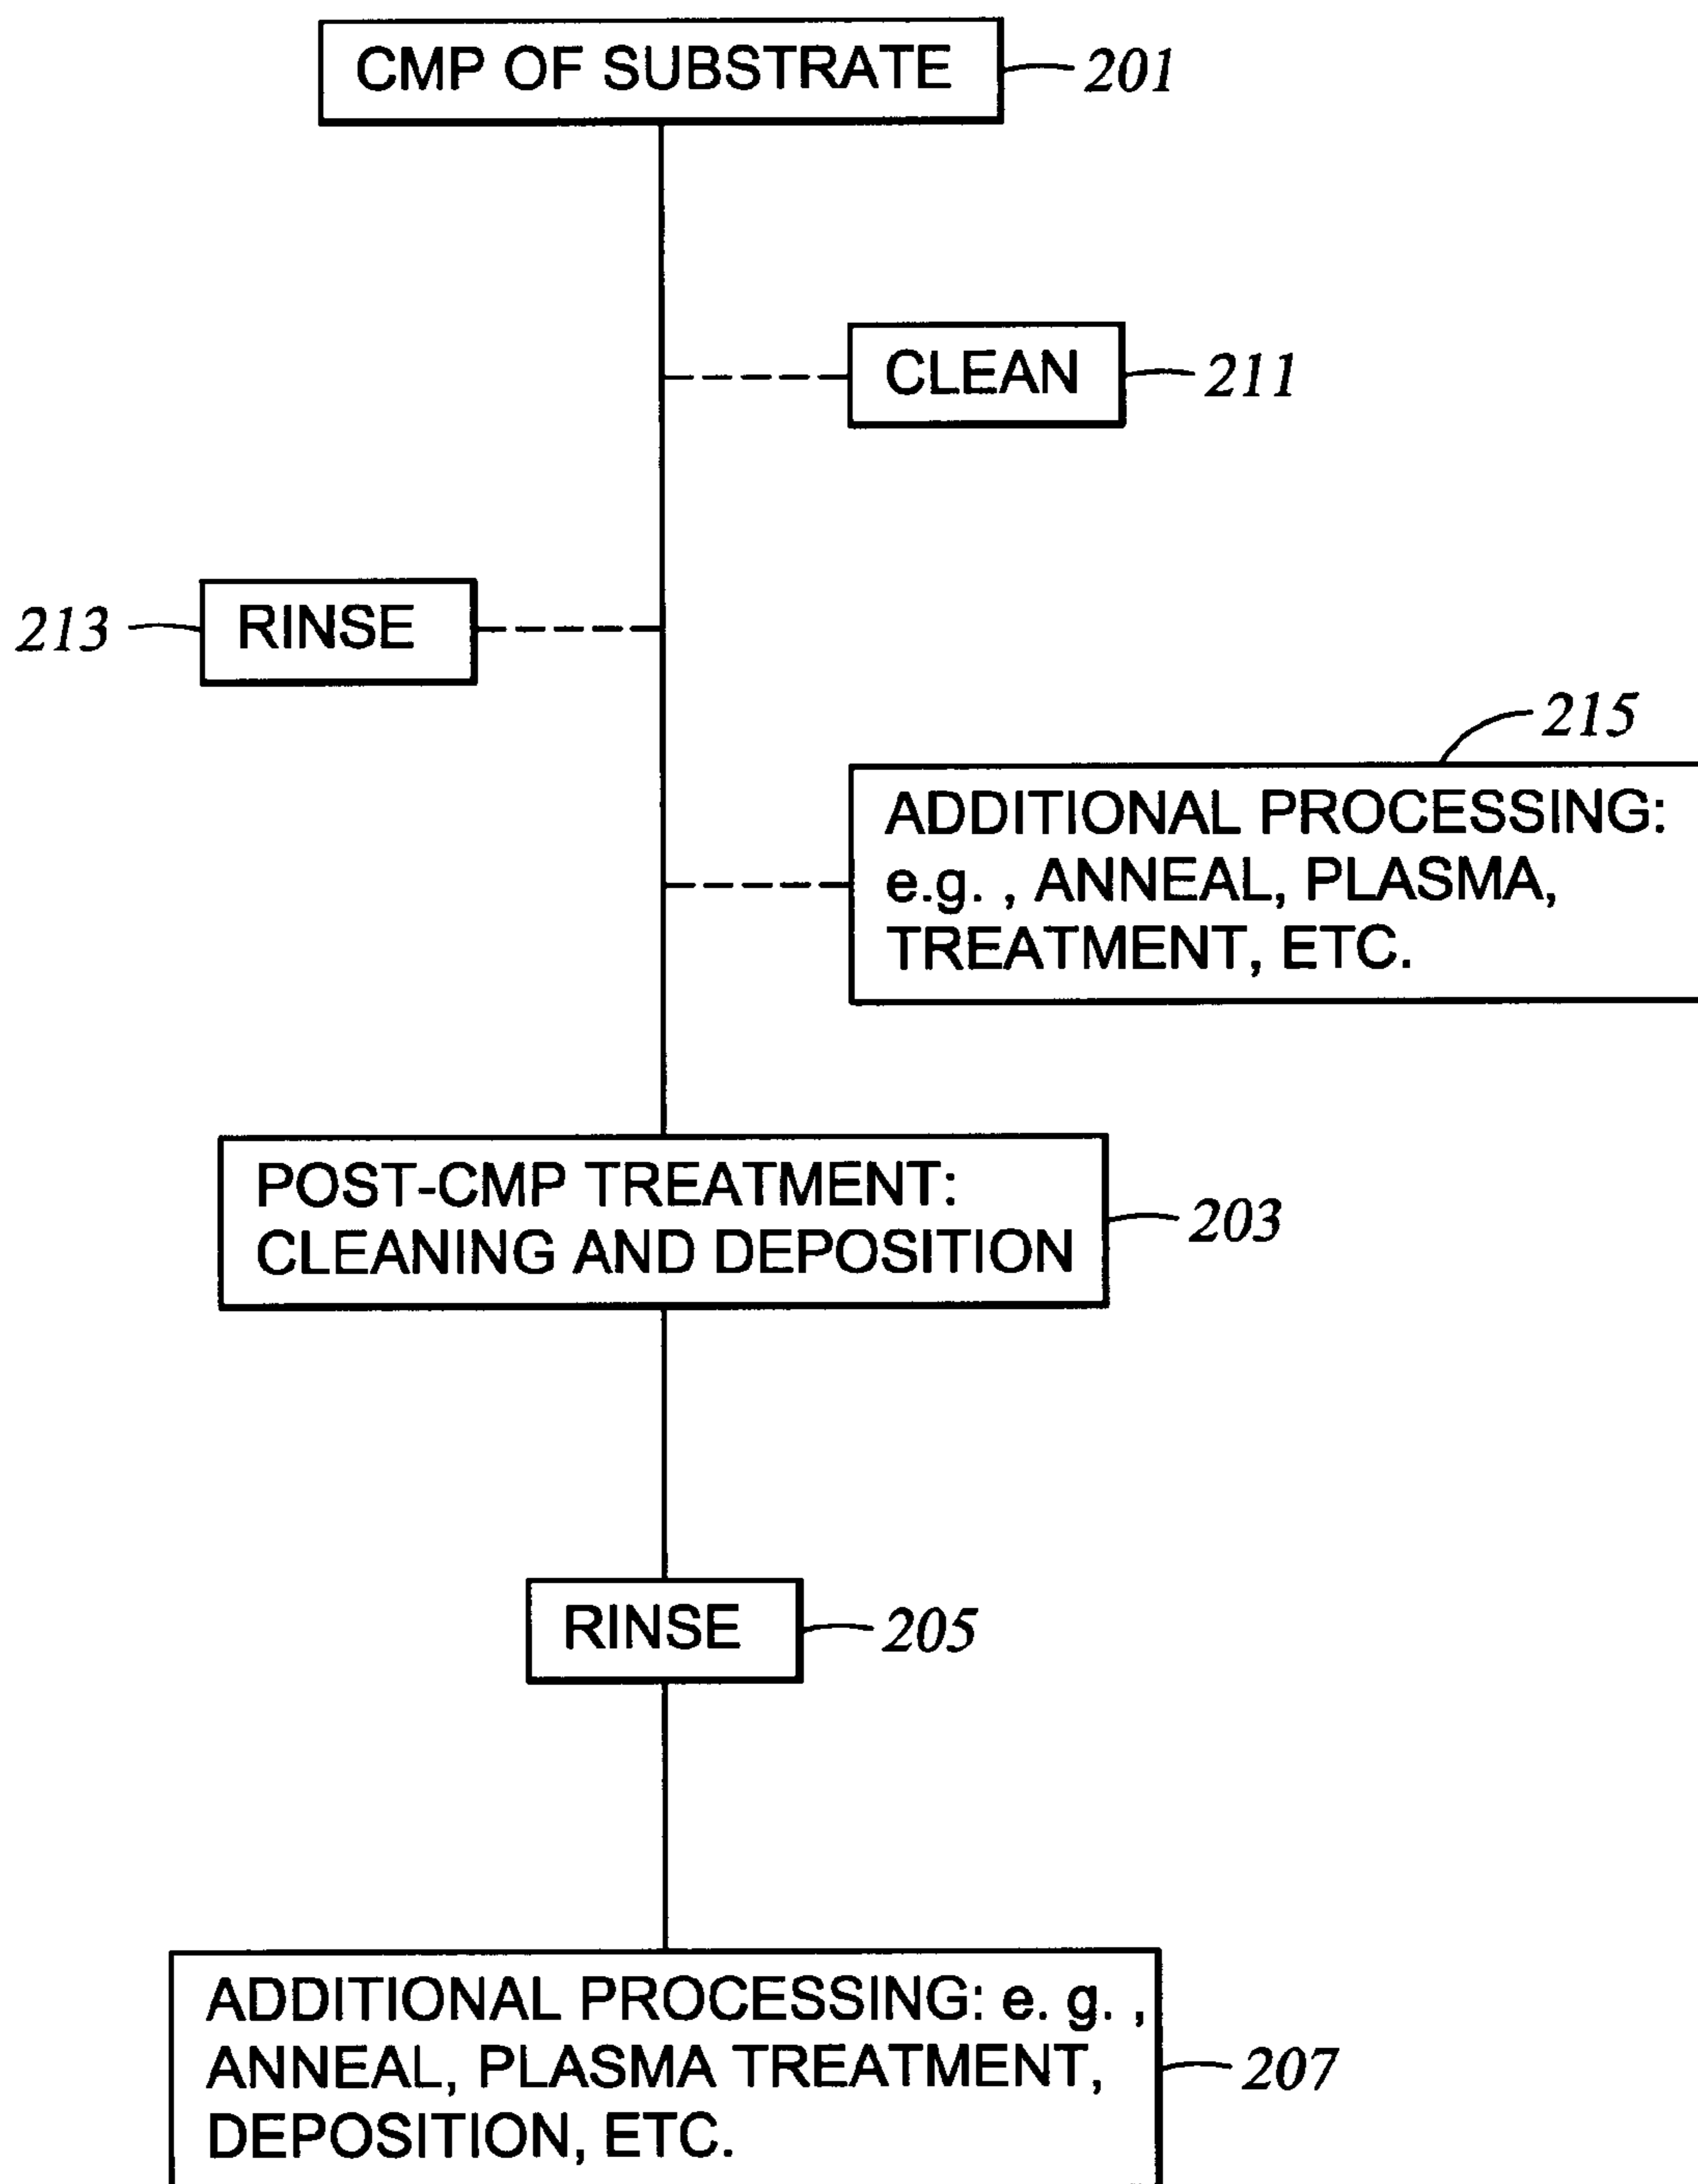 CMP OF SUBSTRATE
201
CLEAN
211
213
RINSE
215
ADDITIONAL PROCESSING:
e.g. , ANNEAL, PLASMA,
TREATMENT, ETC.
POST-CMP TREATMENT:
CLEANING AND DEPOSITION
203
RINSE
205
ADDITIONAL PROCESSING: e. g. ,
ANNEAL, PLASMA TREATMENT,
DEPOSITION, ETC.
207